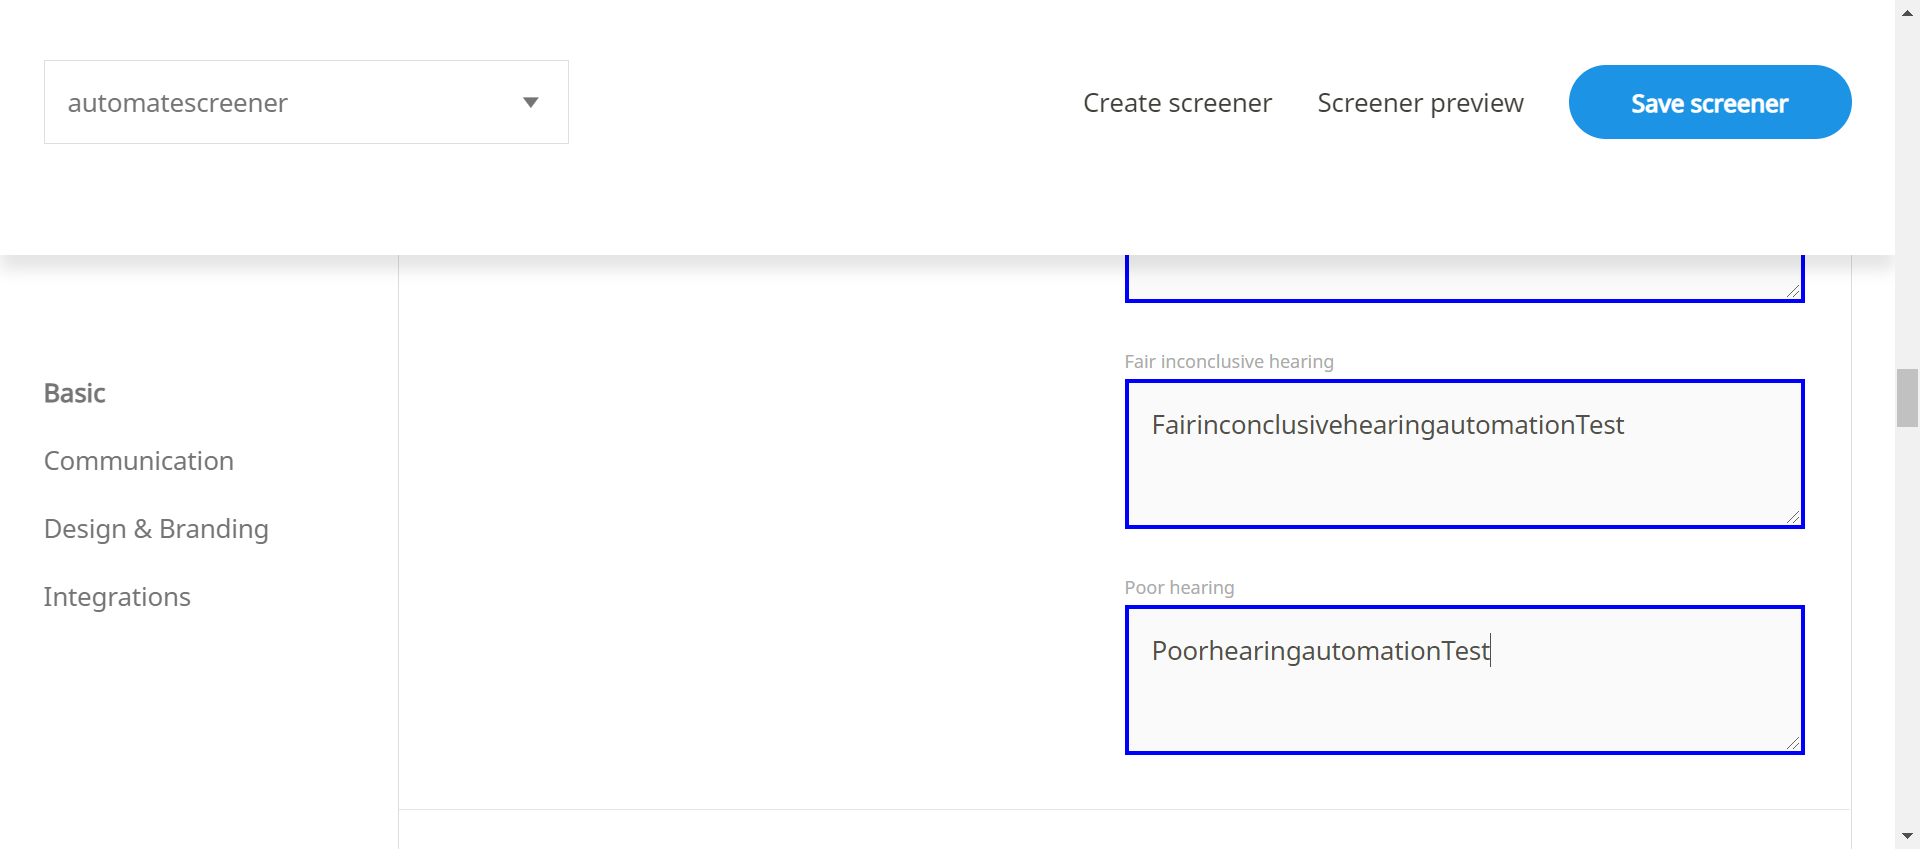 automatescreener
Create screener
Screener preview
Save screener
Basic
Communication
Design & Branding
Integrations
Fair inconclusive hearing
FairinconclusivehearingautomationTest
Poor hearing
PoorhearingautomationTest